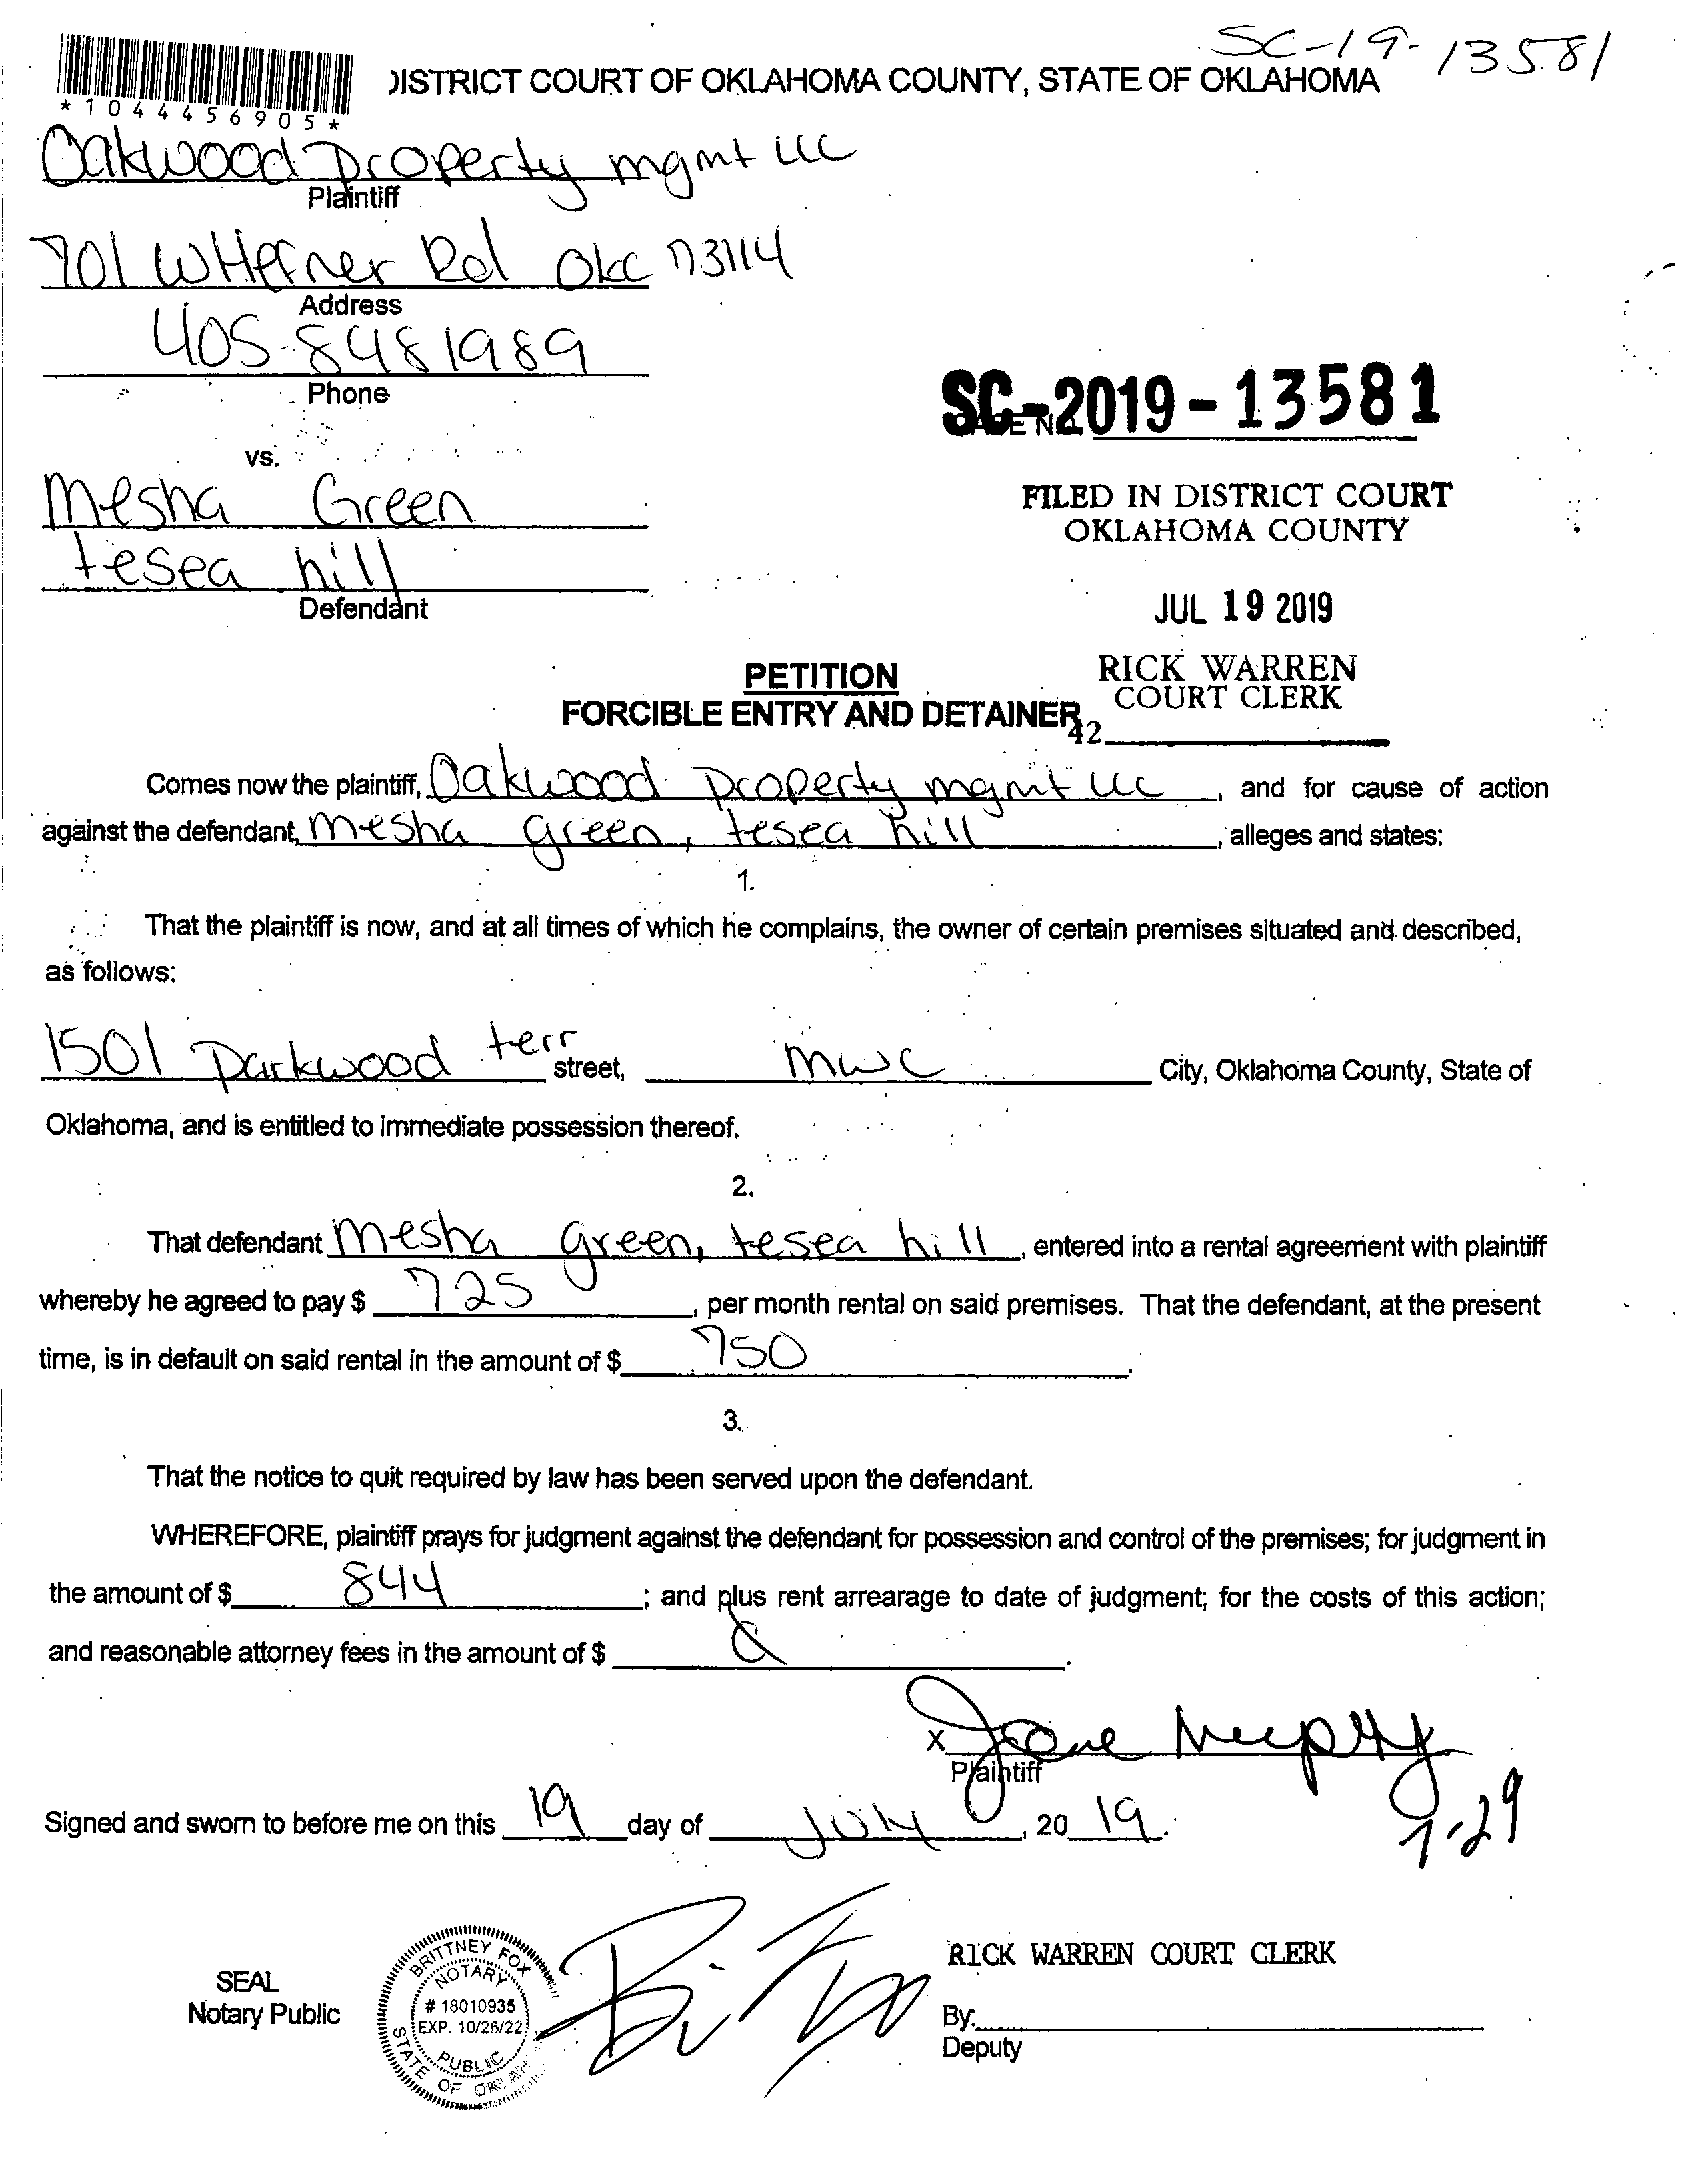 SC-19-13581
*1044456905*
DISTRICT COURT OF OKLAHOMA COUNTY, STATE OF OKLAHOMA
Oakwood Property mgmt LLC
Plaintiff
701 W Hefner Rd OKC 73114
Address
405-848 1989
Phone
SC-2019-13581
vs.
Mesha Green
tesea hill
Defendant
FILED IN DISTRICT COURT
OKLAHOMA COUNTY
JUL 19 2019
RICK WARREN
COURT CLERK
42
PETITION
FORCIBLE ENTRY AND DETAINER
Comes now the plaintiff, Oakwood Property mgmt LLC, and for cause of action
against the defendant, Mesha green, tesea hill, alleges and states:
1.
That the plaintiff is now, and at all times of which he complains, the owner of certain premises situated and described,
as follows:
1501 Parkwood terr street, mwc City, Oklahoma County, State of
Oklahoma, and is entitled to immediate possession thereof.
2.
That defendant Mesha green, tesea hill, entered into a rental agreement with plaintiff
whereby he agreed to pay $ 725, per month rental on said premises. That the defendant, at the present
time, is in default on said rental in the amount of $ 750.
3.
That the notice to quit required by law has been served upon the defendant.
WHEREFORE, plaintiff prays for judgment against the defendant for possession and control of the premises; for judgment in
the amount of $ 844; and plus rent arrearage to date of judgment; for the costs of this action;
and reasonable attorney fees in the amount of $
x
Plaintiff
Signed and sworn to before me on this 19 day of July, 20 19.
7-29
SEAL
Notary Public
BRITTNEY FOX
NOTARY
# 18010935
EXP. 10/26/22
PUBLIC
STATE OF
RICK WARREN COURT CLERK
By:
Deputy